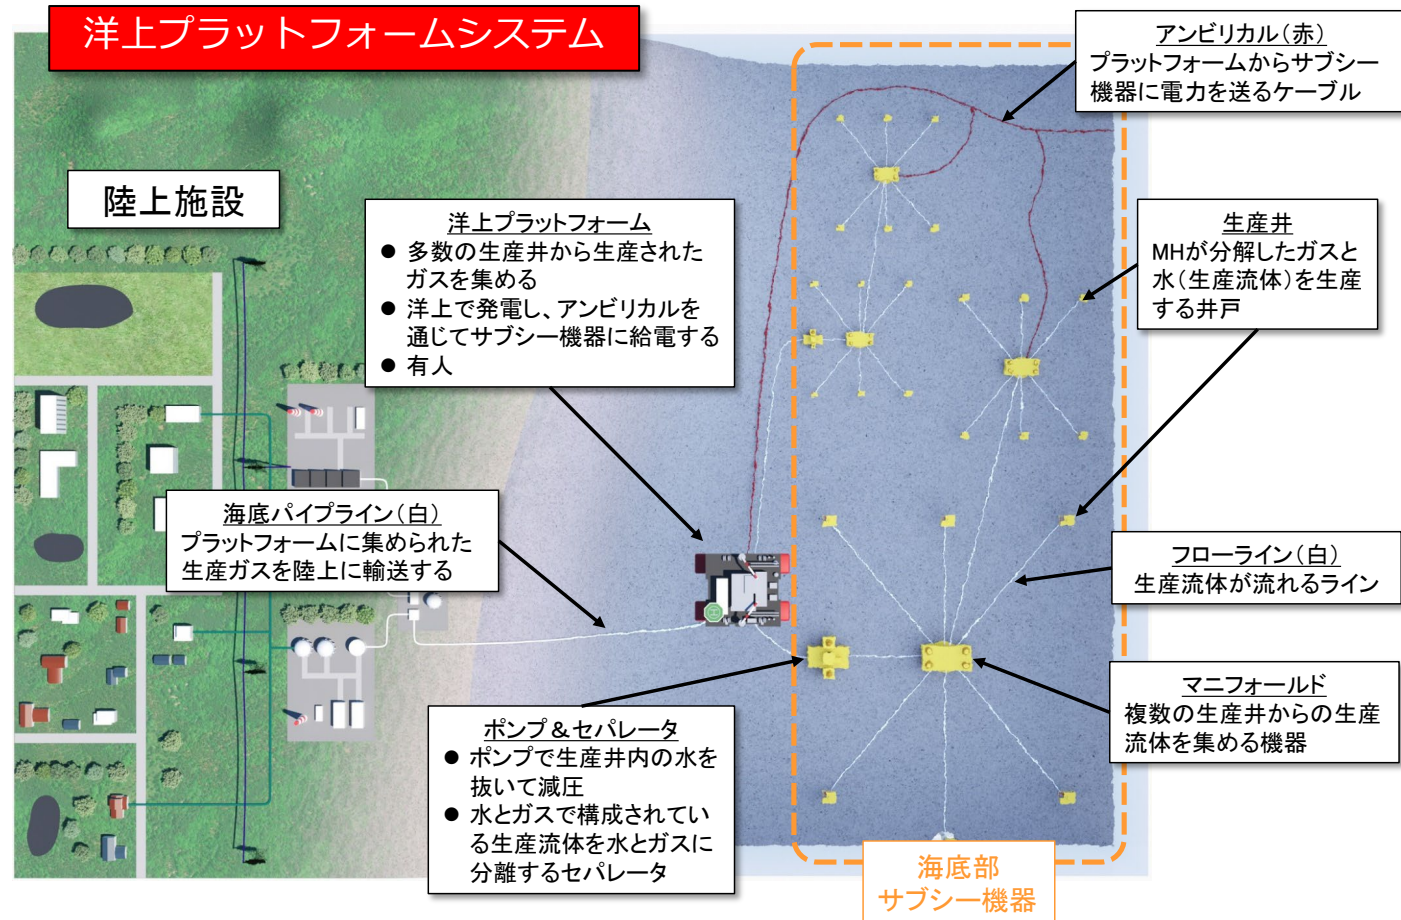 洋上プラットフォームシステム
アンビリカル（赤）
プラットフォームからサブシー
機器に電力を送るケーブル
陸上施設
洋上プラットフォーム
● 多数の生産井から生産された
ガスを集める
● 洋上で発電し、アンビリカルを
通じてサブシー機器に給電する
● 有人
生産井
MHが分解したガスと
水（生産流体）を生産
する井戸
海底パイプライン（白）
プラットフォームに集められた
生産ガスを陸上に輸送する
フローライン（白）
生産流体が流れるライン
マニフォールド
複数の生産井からの生産
流体を集める機器
ポンプ＆セパレータ
● ポンプで生産井内の水を
抜いて減圧
● 水とガスで構成されてい
る生産流体を水とガスに
分離するセパレータ
海底部
サブシー機器